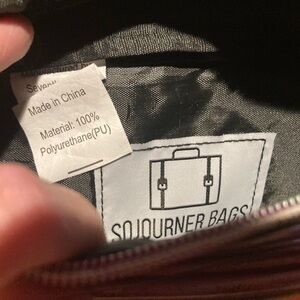 Made in China
Material: 100%
Polyurethane(PU)
SOJOURNER BAGS